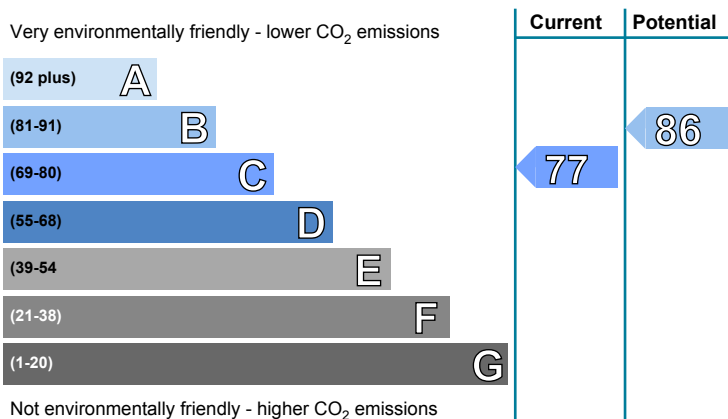 Current Potential
Very environmentally friendly - lower CO2 emissions
(92 plus) A
(81-91) B
86
(69-80) C
77
(55-68) D
(39-54 E
(21-38) F
(1-20) G
Not environmentally friendly - higher CO2 emissions